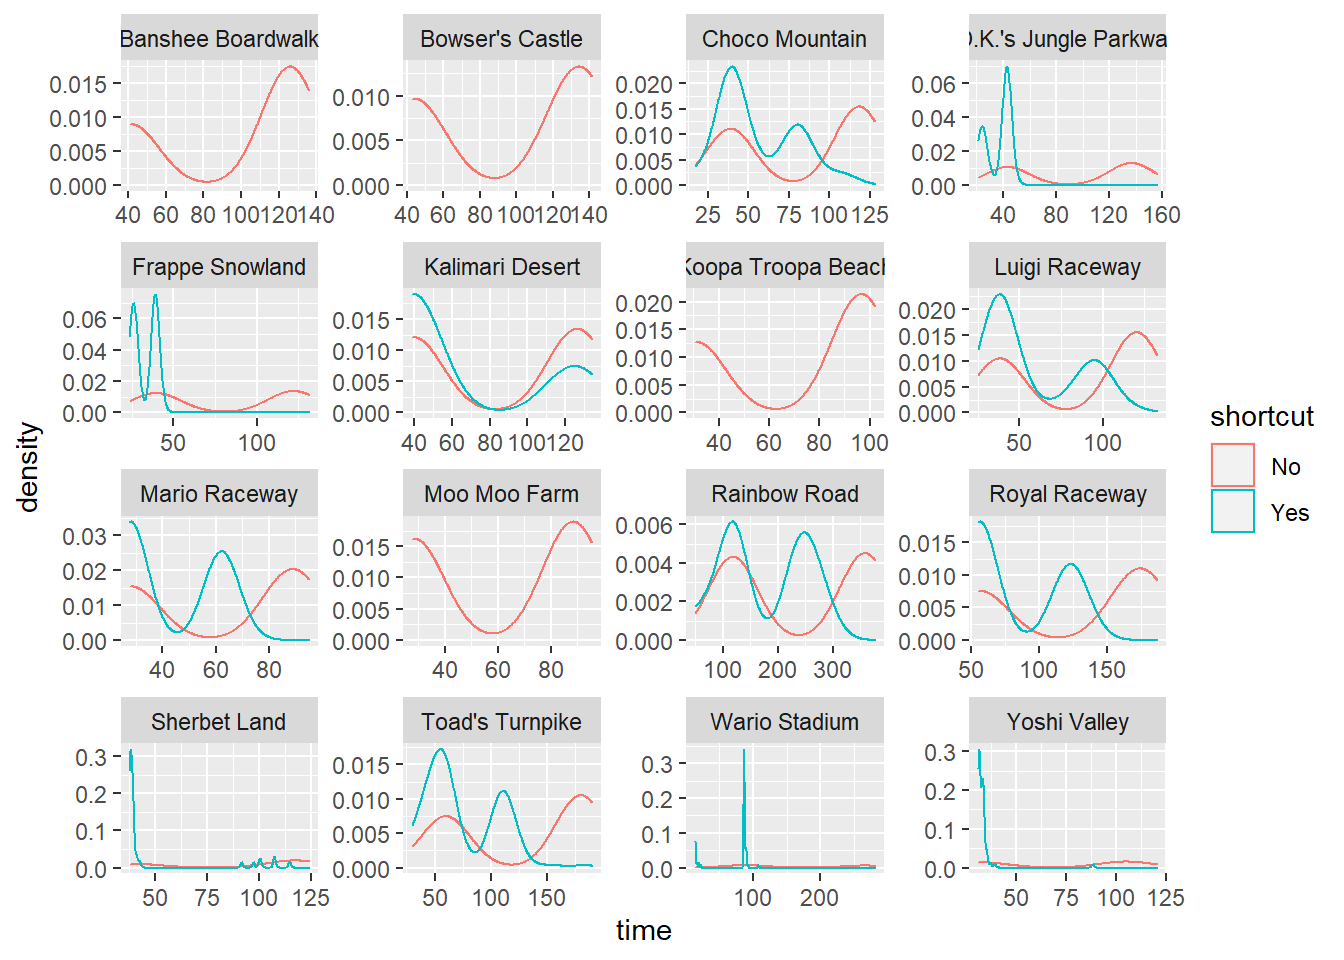 Banshee Boardwalk
Bowser's Castle
Choco Mountain
D.K.'s Jungle Parkwa
0.015
0.010
0.005
0.000
40 60 80 100 120 140
0.010
0.005
0.000
40 60 80 100 120 140
0.020
0.015
0.010
0.005
0.000
25 50 75 100 125
0.06
0.04
0.02
0.00
40 80 120 160
Frappe Snowland
Kalimari Desert
Koopa Troopa Beach
Luigi Raceway
0.06
0.04
0.02
0.00
50 100
0.015
0.010
0.005
0.000
40 60 80 100 120
0.020
0.015
0.010
0.005
0.000
40 60 80 100
0.020
0.015
0.010
0.005
0.000
50 100
Mario Raceway
Moo Moo Farm
Rainbow Road
Royal Raceway
0.03
0.02
0.01
0.00
40 60 80
0.015
0.010
0.005
0.000
40 60 80
0.006
0.004
0.002
0.000
100 200 300
0.015
0.010
0.005
0.000
50 100 150
Sherbet Land
Toad's Turnpike
Wario Stadium
Yoshi Valley
0.3
0.2
0.1
0.0
50 75 100 125
0.015
0.010
0.005
0.000
50 100 150
0.3
0.2
0.1
0.0
100 200
0.3
0.2
0.1
0.0
50 75 100 125
density
time
shortcut
No
Yes